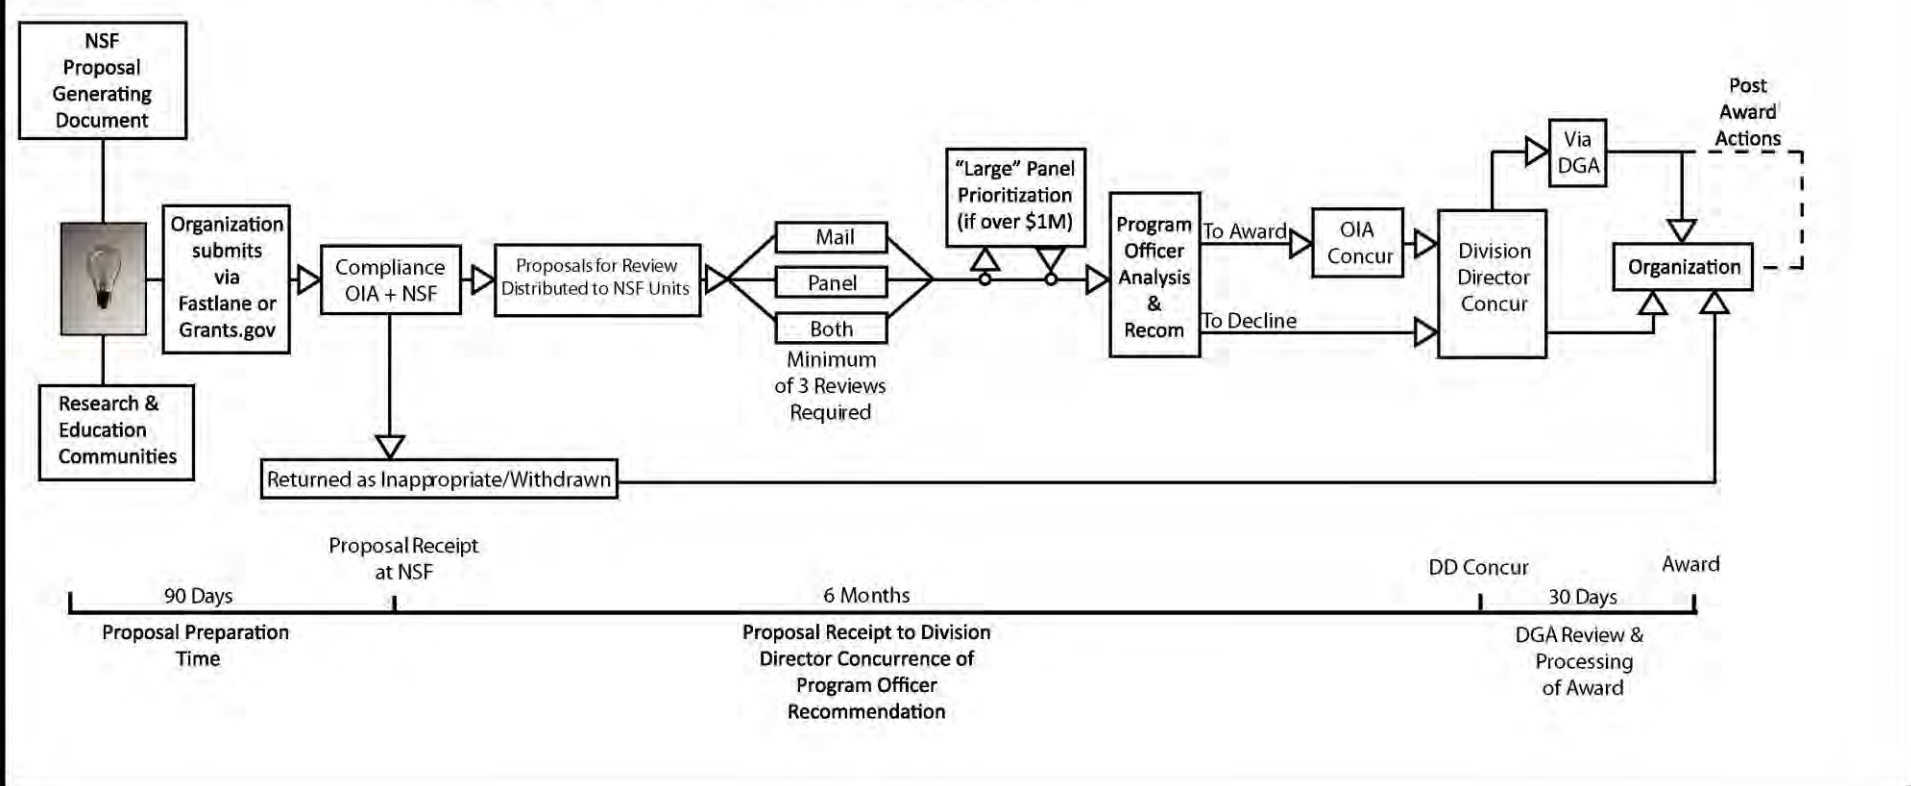 NSF
Proposal
Generating
Document
Organization
submits
via
Fastlane or
Grants.gov
Research &
Education
Communities
Compliance
OIA + NSF
Returned as Inappropriate/Withdrawn
Proposals for Review
Distributed to NSF Units
Mail
Panel
Both
Minimum
of 3 Reviews
Required
“Large” Panel
Prioritization
(if over $1M)
Program
Officer
Analysis
&
Recom
To Award
To Decline
OIA
Concur
Division
Director
Concur
Via
DGA
Post
Award
Actions
Organization
Proposal Receipt
at NSF
DD Concur
Award
90 Days
6 Months
30 Days
Proposal Preparation
Time
Proposal Receipt to Division
Director Concurrence of
Program Officer
Recommendation
DGA Review &
Processing
of Award